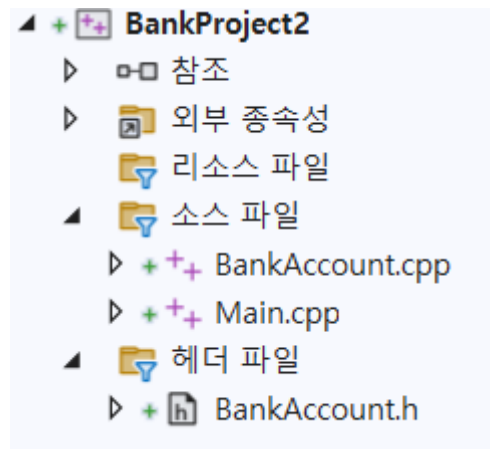 BankProject2
참조
외부 종속성
리소스 파일
소스 파일
BankAccount.cpp
Main.cpp
헤더 파일
BankAccount.h